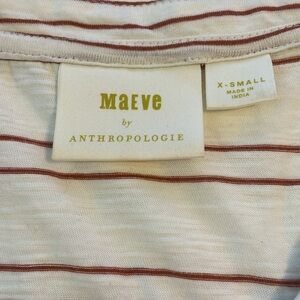 MaEve
by
ANTHROPOLOGIE
X-SMALL
MADE IN
INDIA